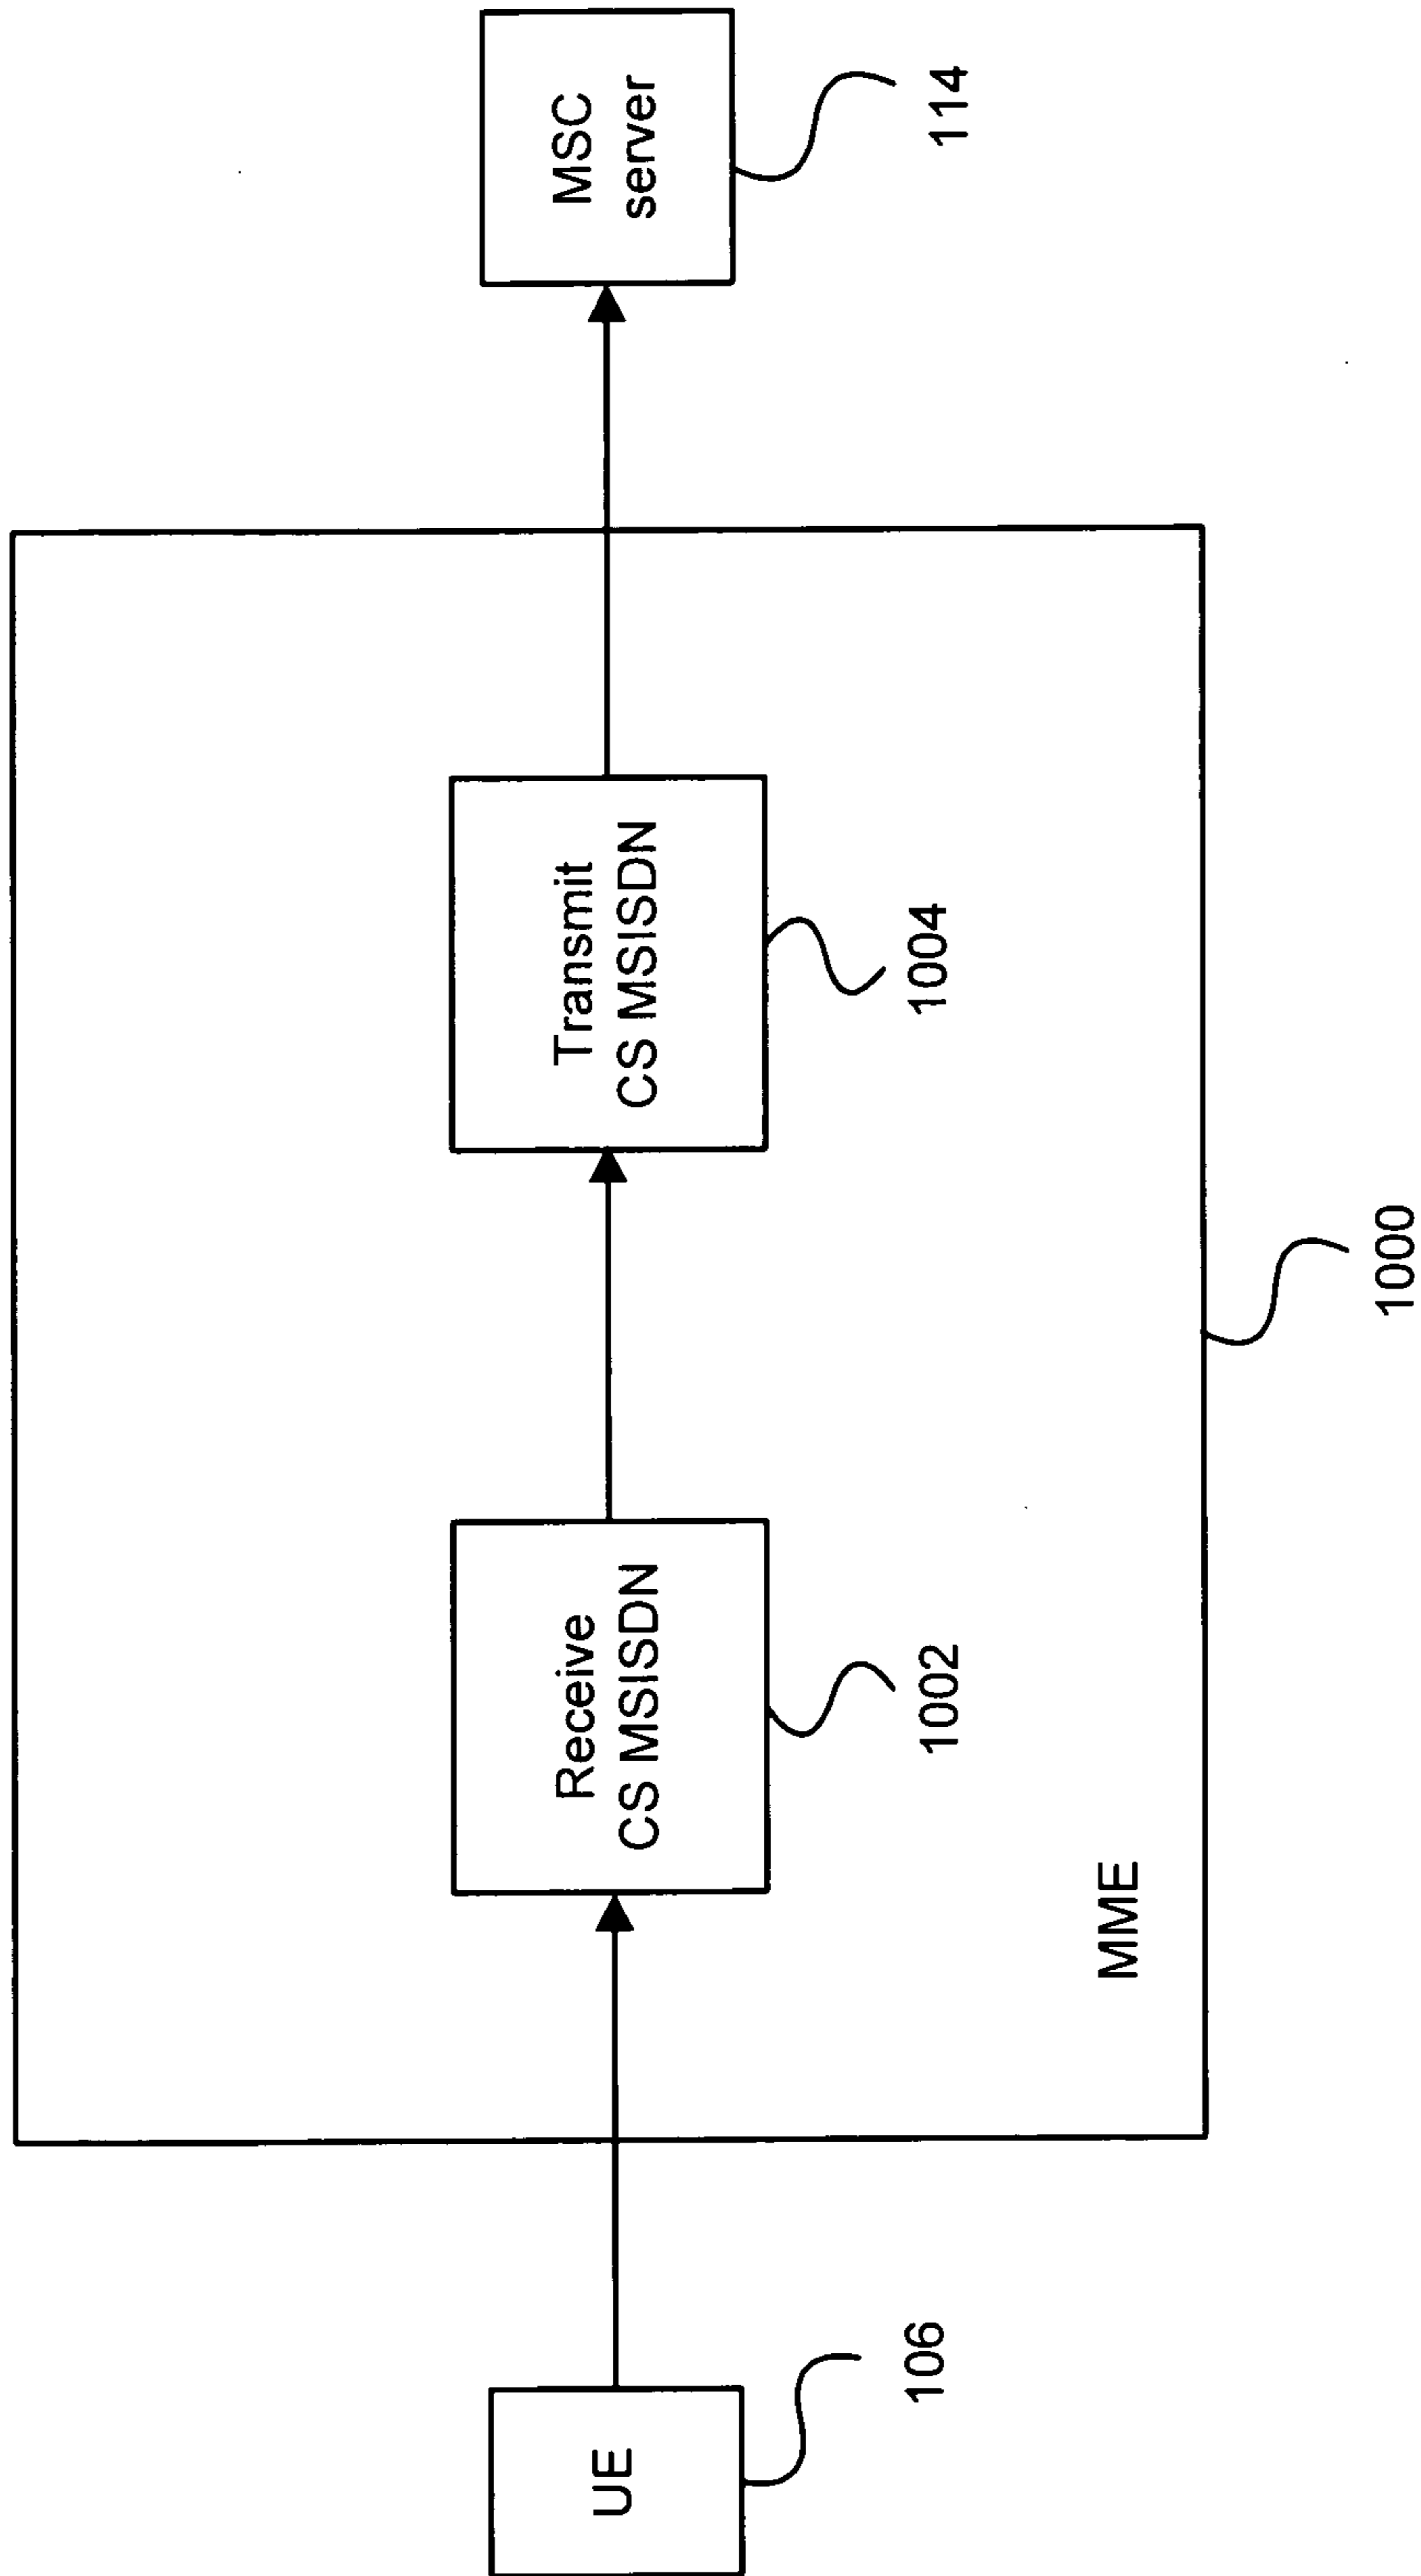 UE
106
Receive
CS MSISDN
1002
Transmit
CS MSISDN
1004
MME
1000
MSC
server
114